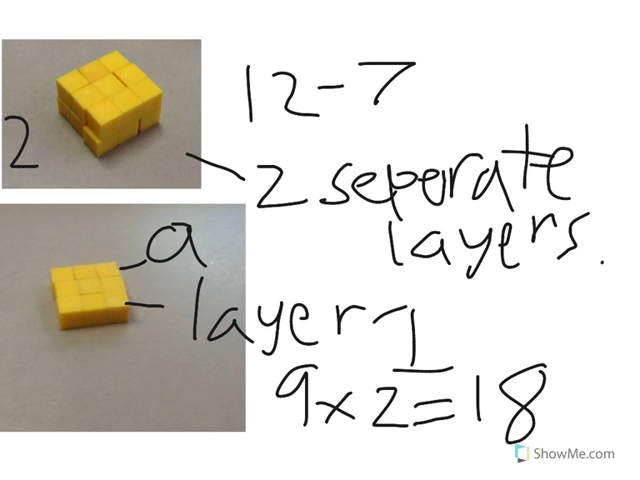 12-7
2
2 seperate
layers.
a
layer 1
9x2=18
ShowMe.com